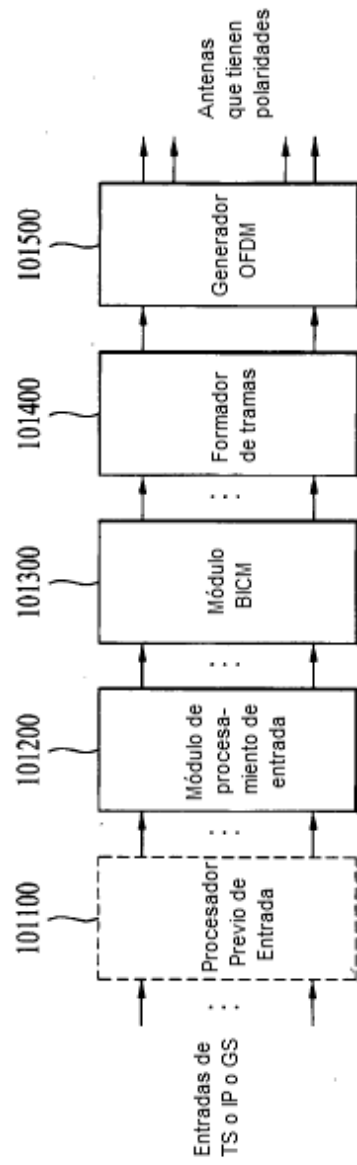 Entradas de
TS o IP o GS
101100
Procesador
Previo de
Entrada
101200
Módulo de
procesa-
miento de
entrada
101300
Módulo
BICM
101400
Formador
de tramas
101500
Generador
OFDM
Antenas
que tienen
polaridades